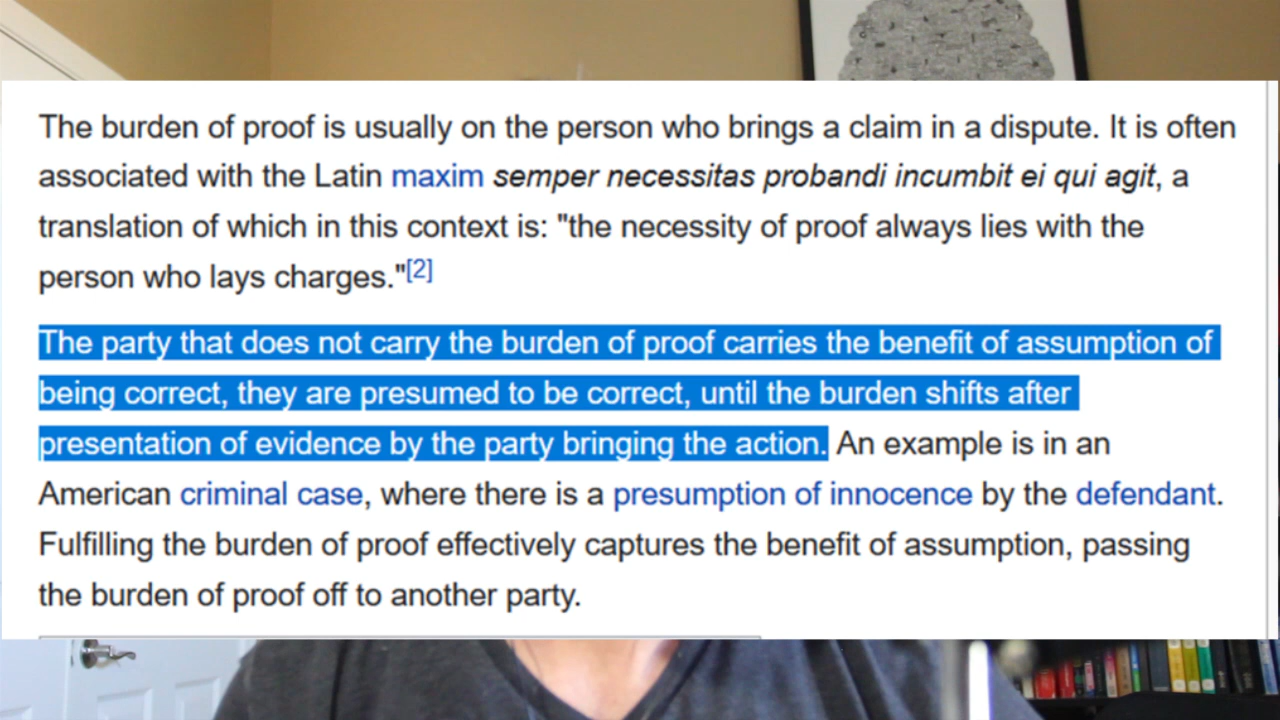 The burden of proof is usually on the person who brings a claim in a dispute. It is often
associated with the Latin maxim semper necessitas probandi incumbit ei qui agit, a
translation of which in this context is: "the necessity of proof always lies with the
person who lays charges."[2]
The party that does not carry the burden of proof carries the benefit of assumption of
being correct, they are presumed to be correct, until the burden shifts after
presentation of evidence by the party bringing the action. An example is in an
American criminal case, where there is a presumption of innocence by the defendant.
Fulfilling the burden of proof effectively captures the benefit of assumption, passing
the burden of proof off to another party.